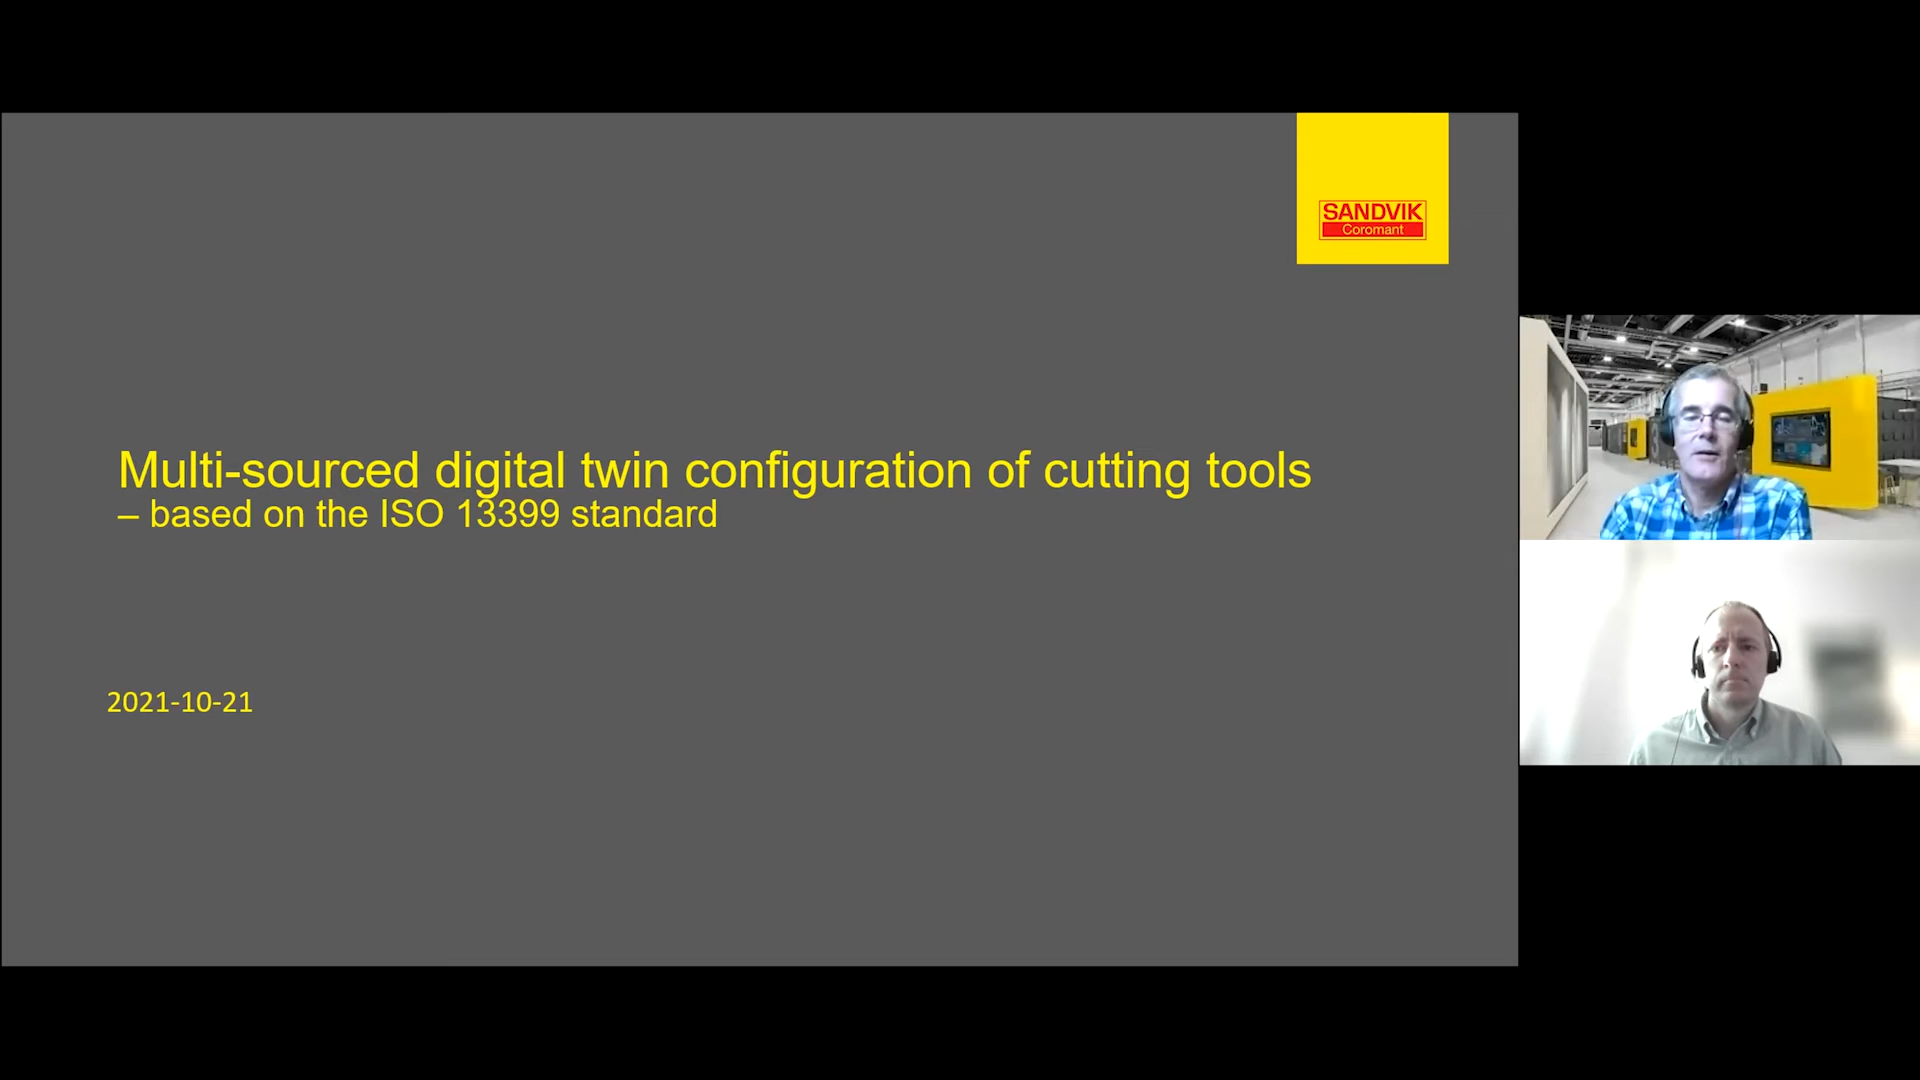 SANDVIK
Coromant
Multi-sourced digital twin configuration of cutting tools
– based on the ISO 13399 standard
2021-10-21